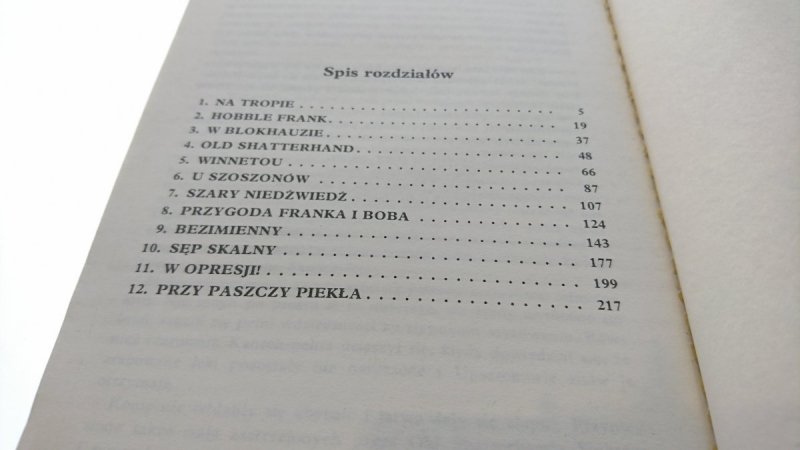 Spis rozdziałów
1. NA TROPIE . . . . . . . . . . . . . . . . . . . . . . . . . . . . 5
2. HOBBLE FRANK . . . . . . . . . . . . . . . . . . . . . . . . 19
3. W BLOKHAUZIE . . . . . . . . . . . . . . . . . . . . . . . . 37
4. OLD SHATTERHAND . . . . . . . . . . . . . . . . . . . . 48
5. WINNETOU . . . . . . . . . . . . . . . . . . . . . . . . . . . 66
6. U SZOSZONÓW . . . . . . . . . . . . . . . . . . . . . . . . 87
7. SZARY NIEDŹWIEDŹ . . . . . . . . . . . . . . . . . . . . 107
8. PRZYGODA FRANKA I BOBA . . . . . . . . . . . . . . 124
9. BEZIMIENNY . . . . . . . . . . . . . . . . . . . . . . . . . 143
10. SĘP SKALNY . . . . . . . . . . . . . . . . . . . . . . . . 177
11. W OPRESJI! . . . . . . . . . . . . . . . . . . . . . . . . . 199
12. PRZY PASZCZY PIEKŁA . . . . . . . . . . . . . . . . . 217